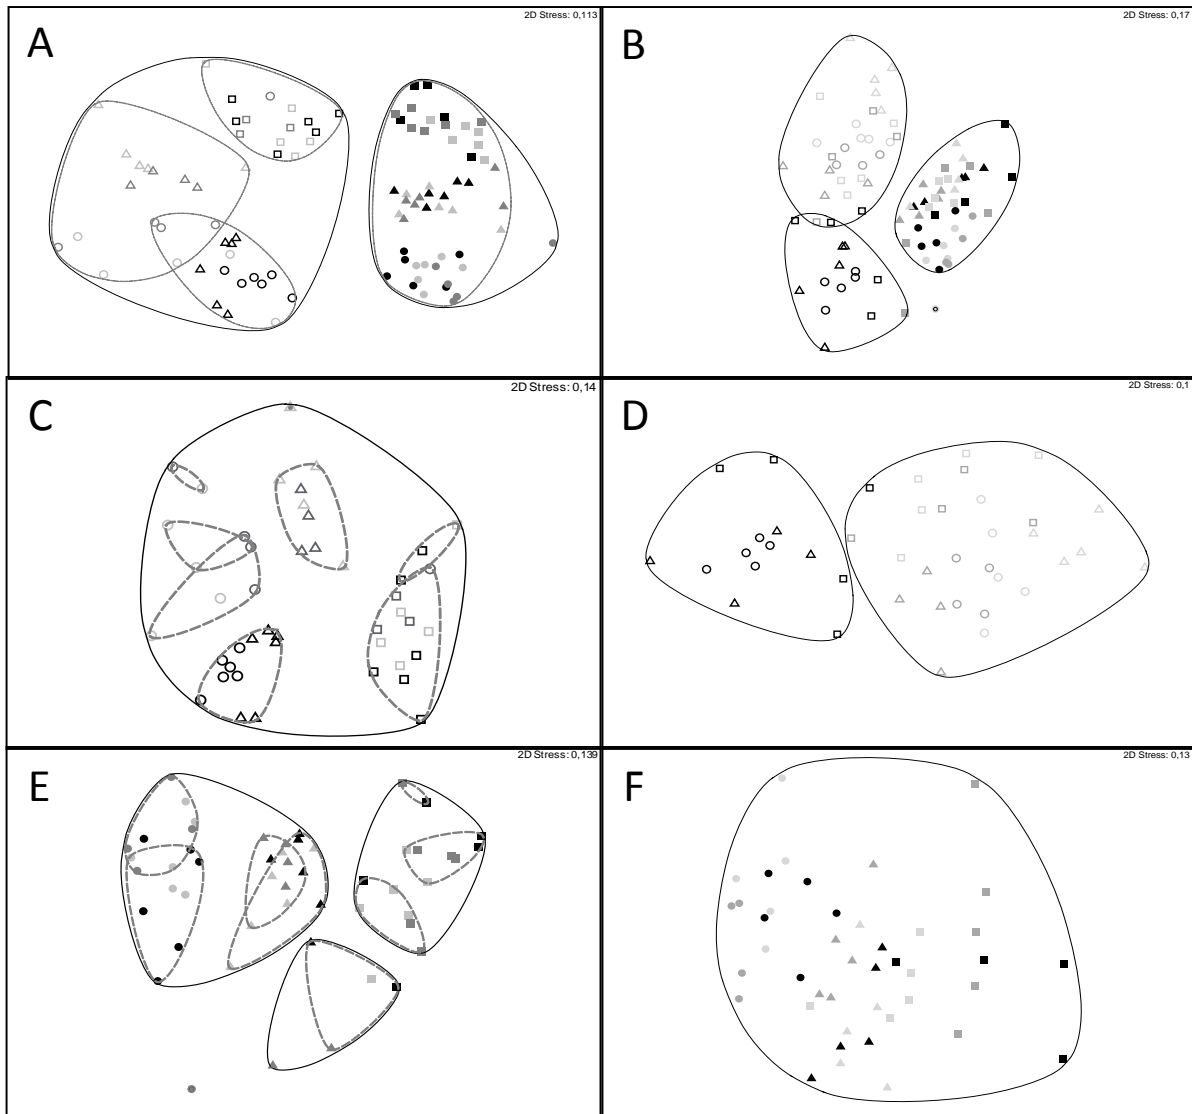 2D Stress: 0,113
A
2D Stress: 0,17
B
2D Stress: 0,14
C
2D Stress: 0,1
D
2D Stress: 0,139
E
2D Stress: 0,13
F